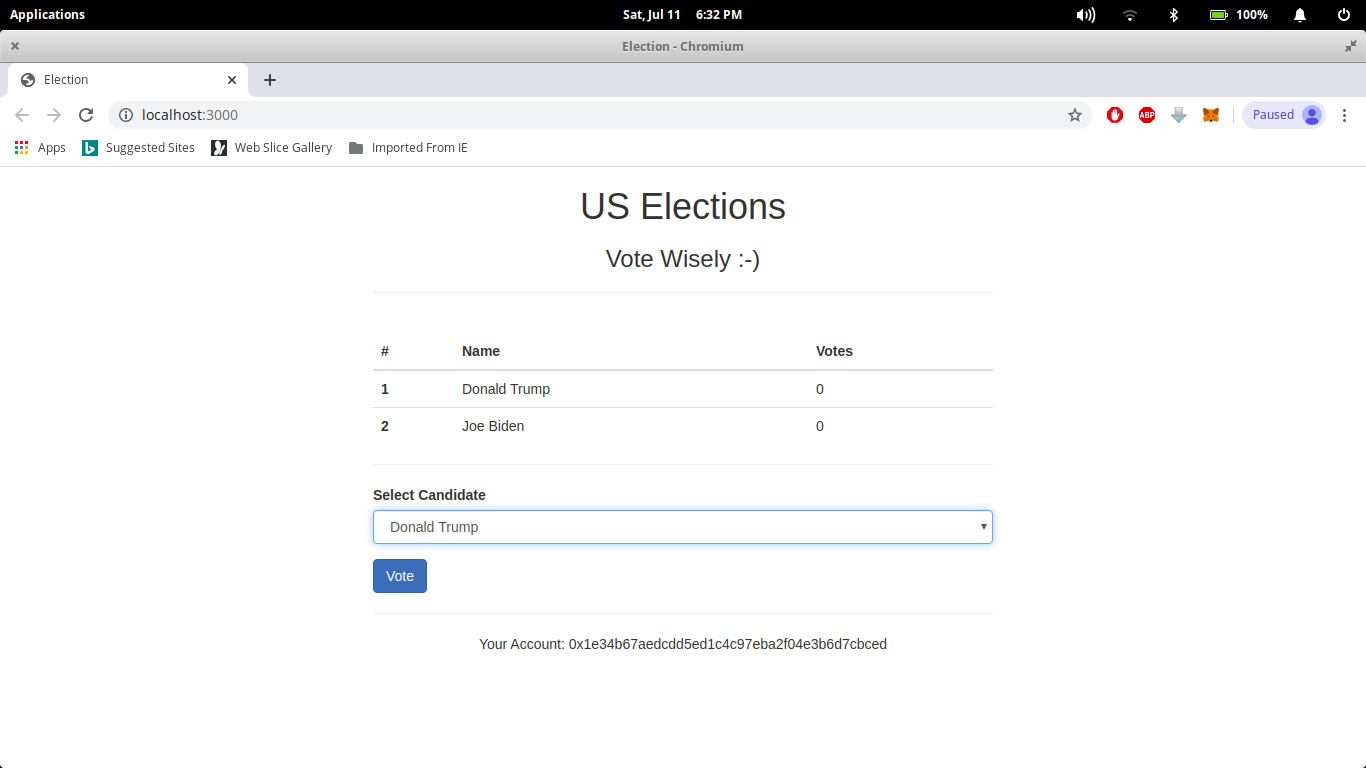 Applications Sat, Jul 11 6:32 PM 100%
Election - Chromium
Election
localhost:3000 ABP Paused
Apps Suggested Sites Web Slice Gallery Imported From IE
US Elections
Vote Wisely :-)
# Name Votes
1 Donald Trump 0
2 Joe Biden 0
Select Candidate
Donald Trump
Vote
Your Account: 0x1e34b67aedcdd5ed1c4c97eba2f04e3b6d7cbced